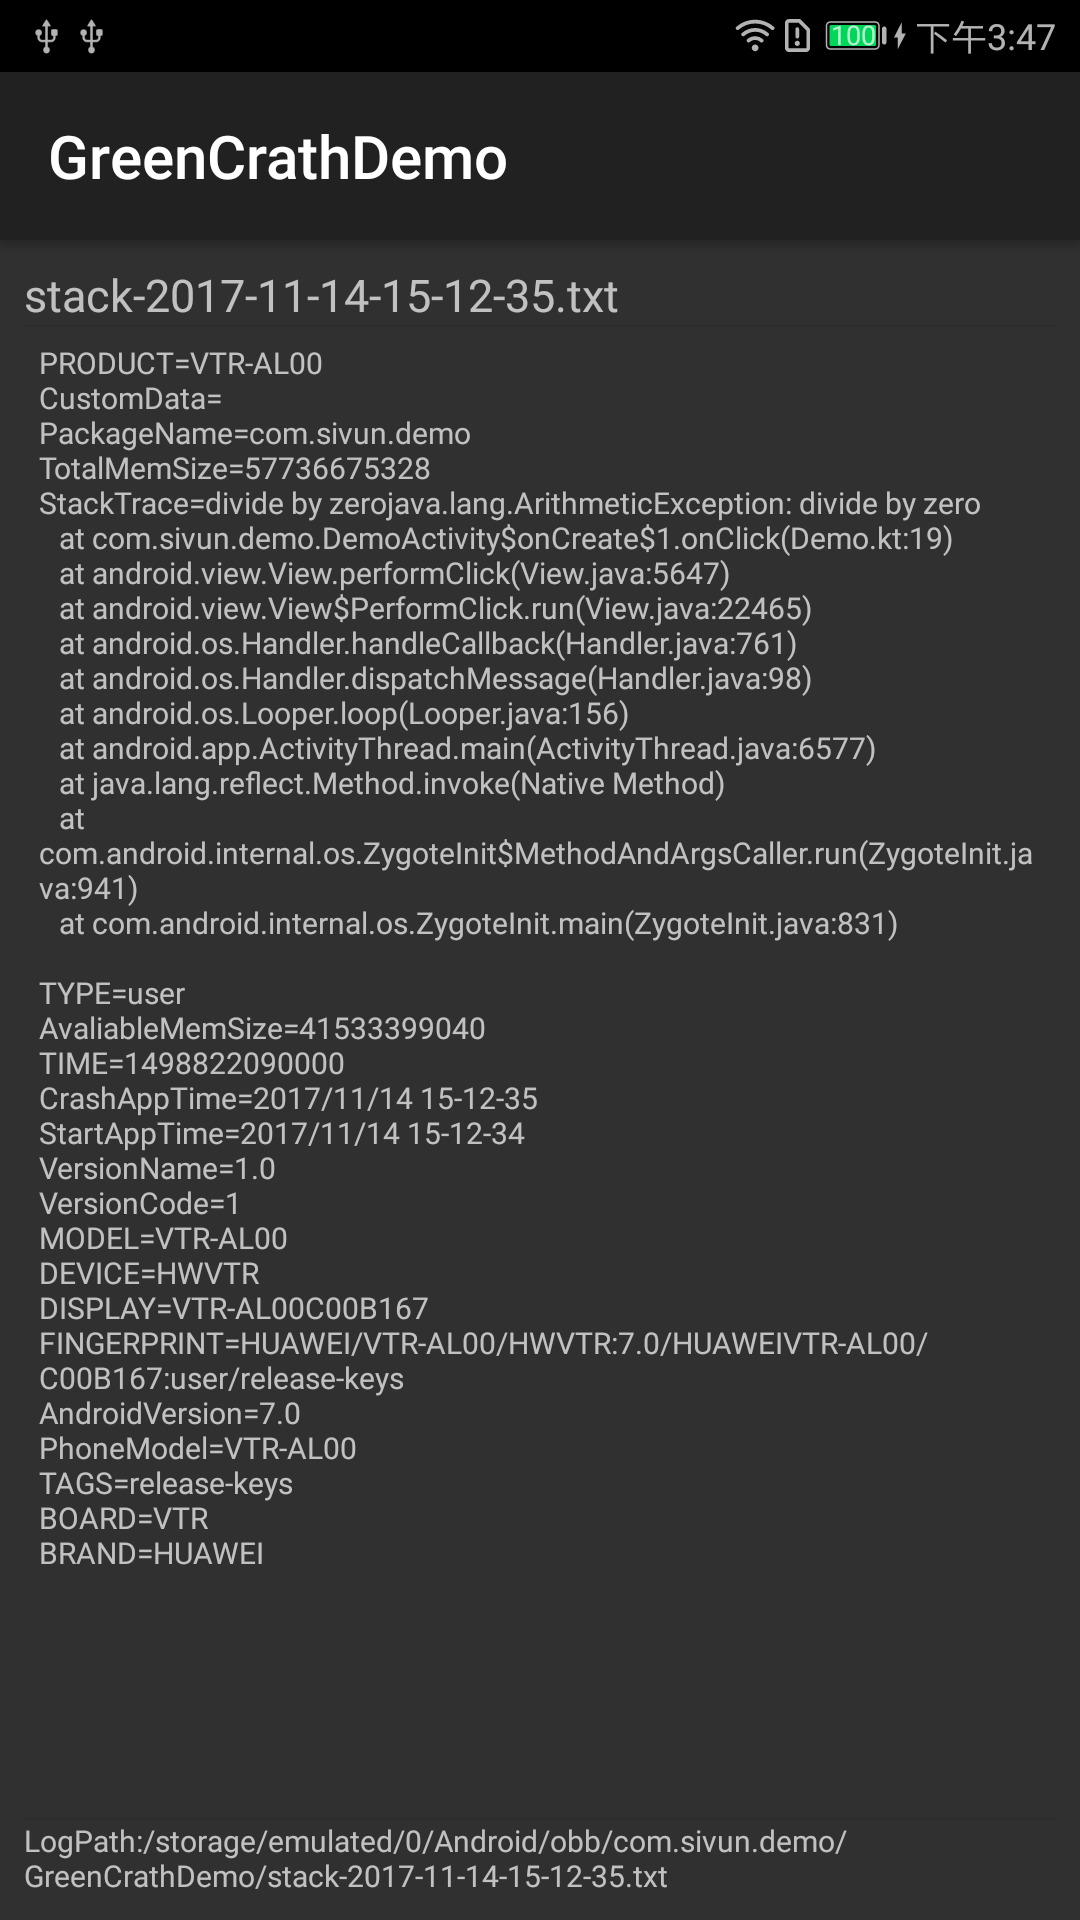 100 下午3:47
GreenCrathDemo
stack-2017-11-14-15-12-35.txt
PRODUCT=VTR-AL00
CustomData=
PackageName=com.sivun.demo
TotalMemSize=57736675328
StackTrace=divide by zerojava.lang.ArithmeticException: divide by zero
at com.sivun.demo.DemoActivity$onCreate$1.onClick(Demo.kt:19)
at android.view.View.performClick(View.java:5647)
at android.view.View$PerformClick.run(View.java:22465)
at android.os.Handler.handleCallback(Handler.java:761)
at android.os.Handler.dispatchMessage(Handler.java:98)
at android.os.Looper.loop(Looper.java:156)
at android.app.ActivityThread.main(ActivityThread.java:6577)
at java.lang.reflect.Method.invoke(Native Method)
at
com.android.internal.os.ZygoteInit$MethodAndArgsCaller.run(ZygoteInit.ja
va:941)
at com.android.internal.os.ZygoteInit.main(ZygoteInit.java:831)
TYPE=user
AvaliableMemSize=41533399040
TIME=1498822090000
CrashAppTime=2017/11/14 15-12-35
StartAppTime=2017/11/14 15-12-34
VersionName=1.0
VersionCode=1
MODEL=VTR-AL00
DEVICE=HWVTR
DISPLAY=VTR-AL00C00B167
FINGERPRINT=HUAWEI/VTR-AL00/HWVTR:7.0/HUAWEIVTR-AL00/
C00B167:user/release-keys
AndroidVersion=7.0
PhoneModel=VTR-AL00
TAGS=release-keys
BOARD=VTR
BRAND=HUAWEI
LogPath:/storage/emulated/0/Android/obb/com.sivun.demo/
GreenCrathDemo/stack-2017-11-14-15-12-35.txt